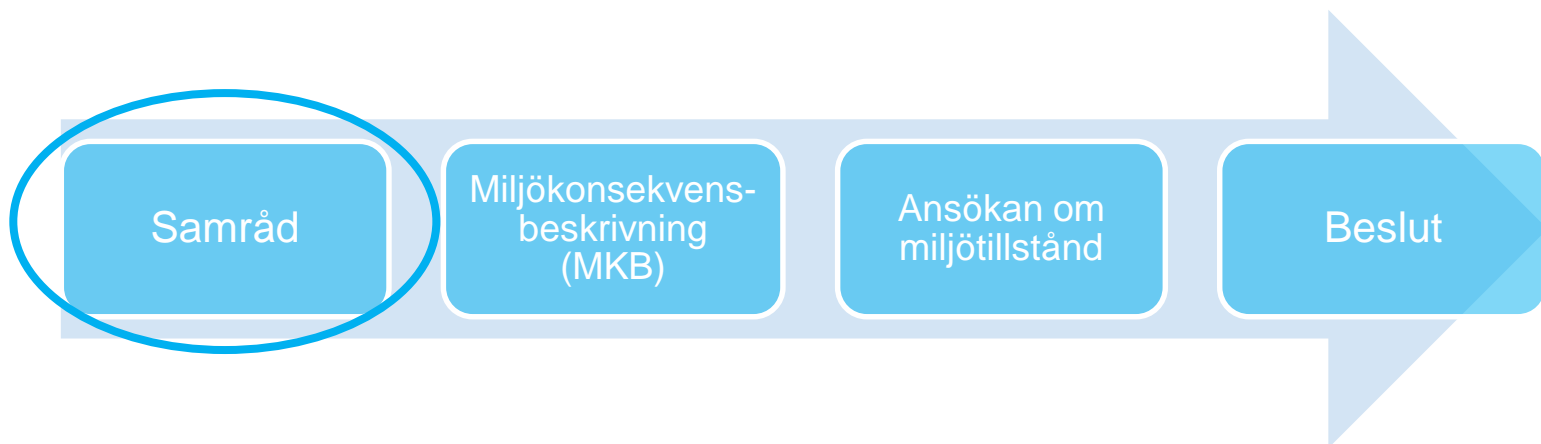 Samråd
Miljökonsekvens-
beskrivning
(MKB)
Ansökan om
miljötillstånd
Beslut